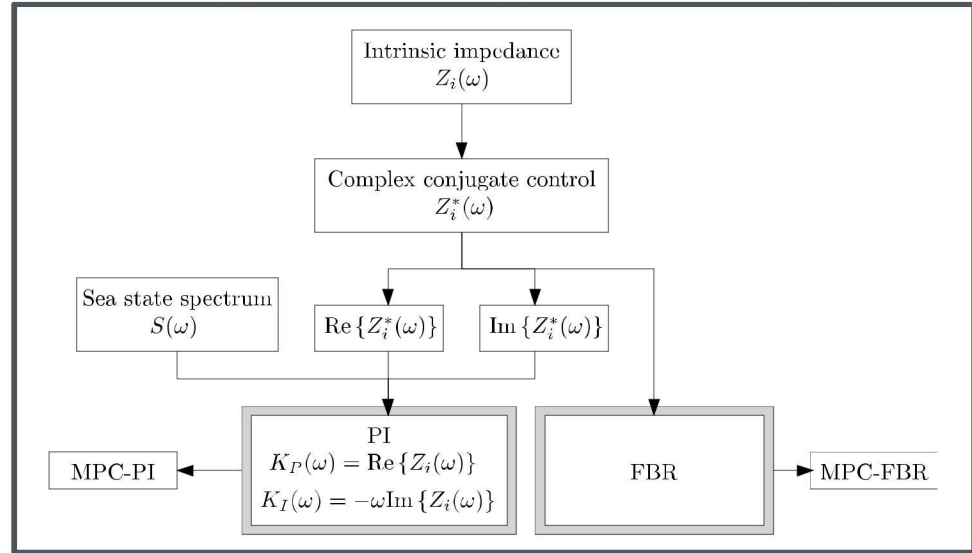 Intrinsic impedance
Z_i(ω)
Complex conjugate control
Z_i^*(ω)
Sea state spectrum
S(ω)
Re {Z_i^*(ω)}
Im {Z_i^*(ω)}
PI
K_P(ω) = Re {Z_i(ω)}
K_I(ω) = -ωIm {Z_i(ω)}
FBR
MPC-PI
MPC-FBR